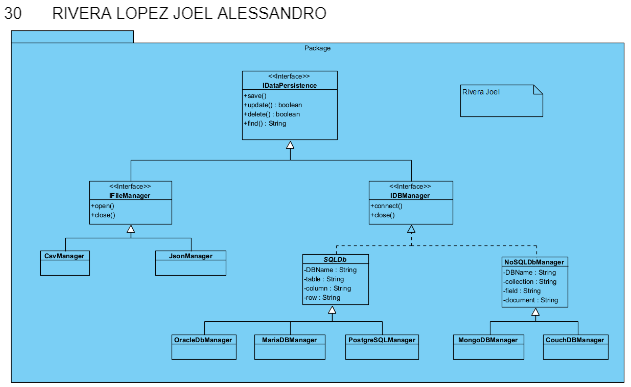 30 RIVERA LOPEZ JOEL ALESSANDRO
Package
<<Interface>>
IDataPersistence
+save()
+update() : boolean
+delete() : boolean
+find() : String
Rivera Joel
<<Interface>>
IFileManager
+open()
+close()
<<Interface>>
IDBManager
+connect()
+close()
CsvManager
JsonManager
SQLDb
-DBName : String
-table : String
-column : String
-row : String
NoSQLDbManager
-DBName : String
-collection : String
-field : String
-document : String
OracleDbManager
MariaDBManager
PostgreSQLManager
MongoDBManager
CouchDBManager